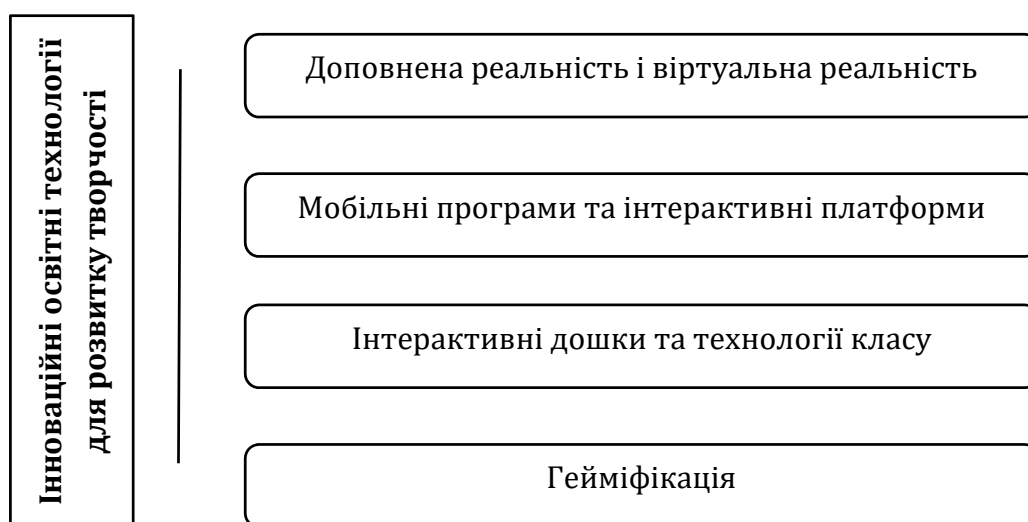 Інноваційні освітні технології
для розвитку творчості
Доповнена реальність і віртуальна реальність
Мобільні програми та інтерактивні платформи
Інтерактивні дошки та технології класу
Гейміфікація